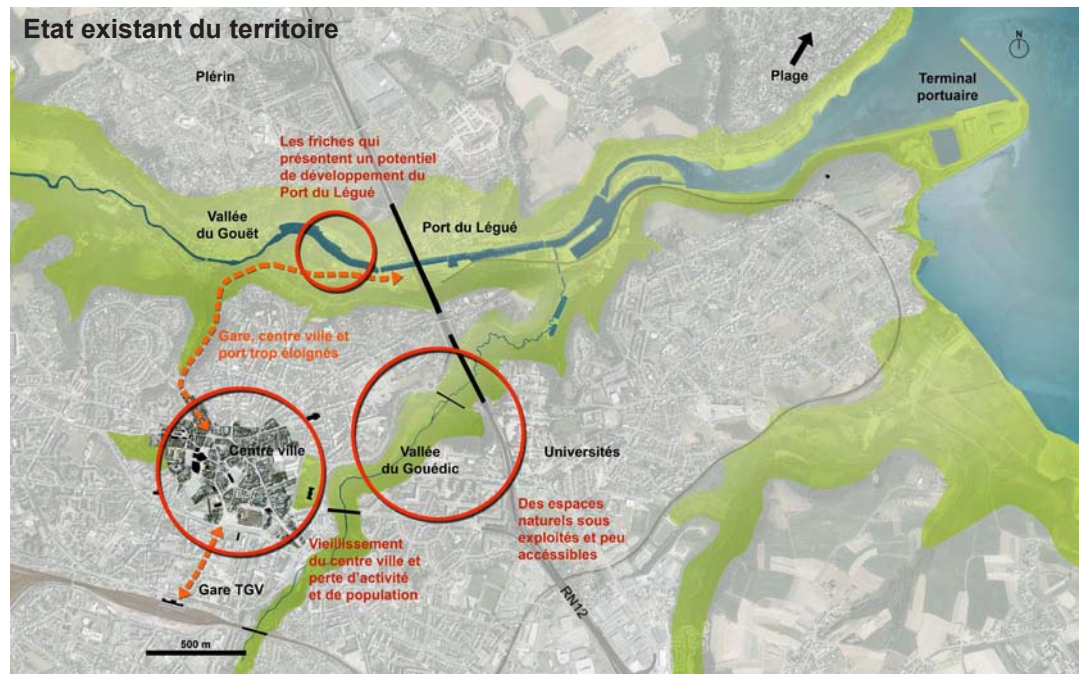 Etat existant du territoire
N
Plérin
Plage
Terminal
portuaire
Les friches qui
présentent un potentiel
de développement du
Port du Légué
Vallée
du Gouët
Port du Légué
Gare, centre ville et
port trop éloignés
Centre ville
Vallée
du Gouédic
Universités
Des espaces
naturels sous
exploités et peu
accéssibles
Vieillissement
du centre ville et
perte d'activité
et de population
Gare TGV
RN12
500 m